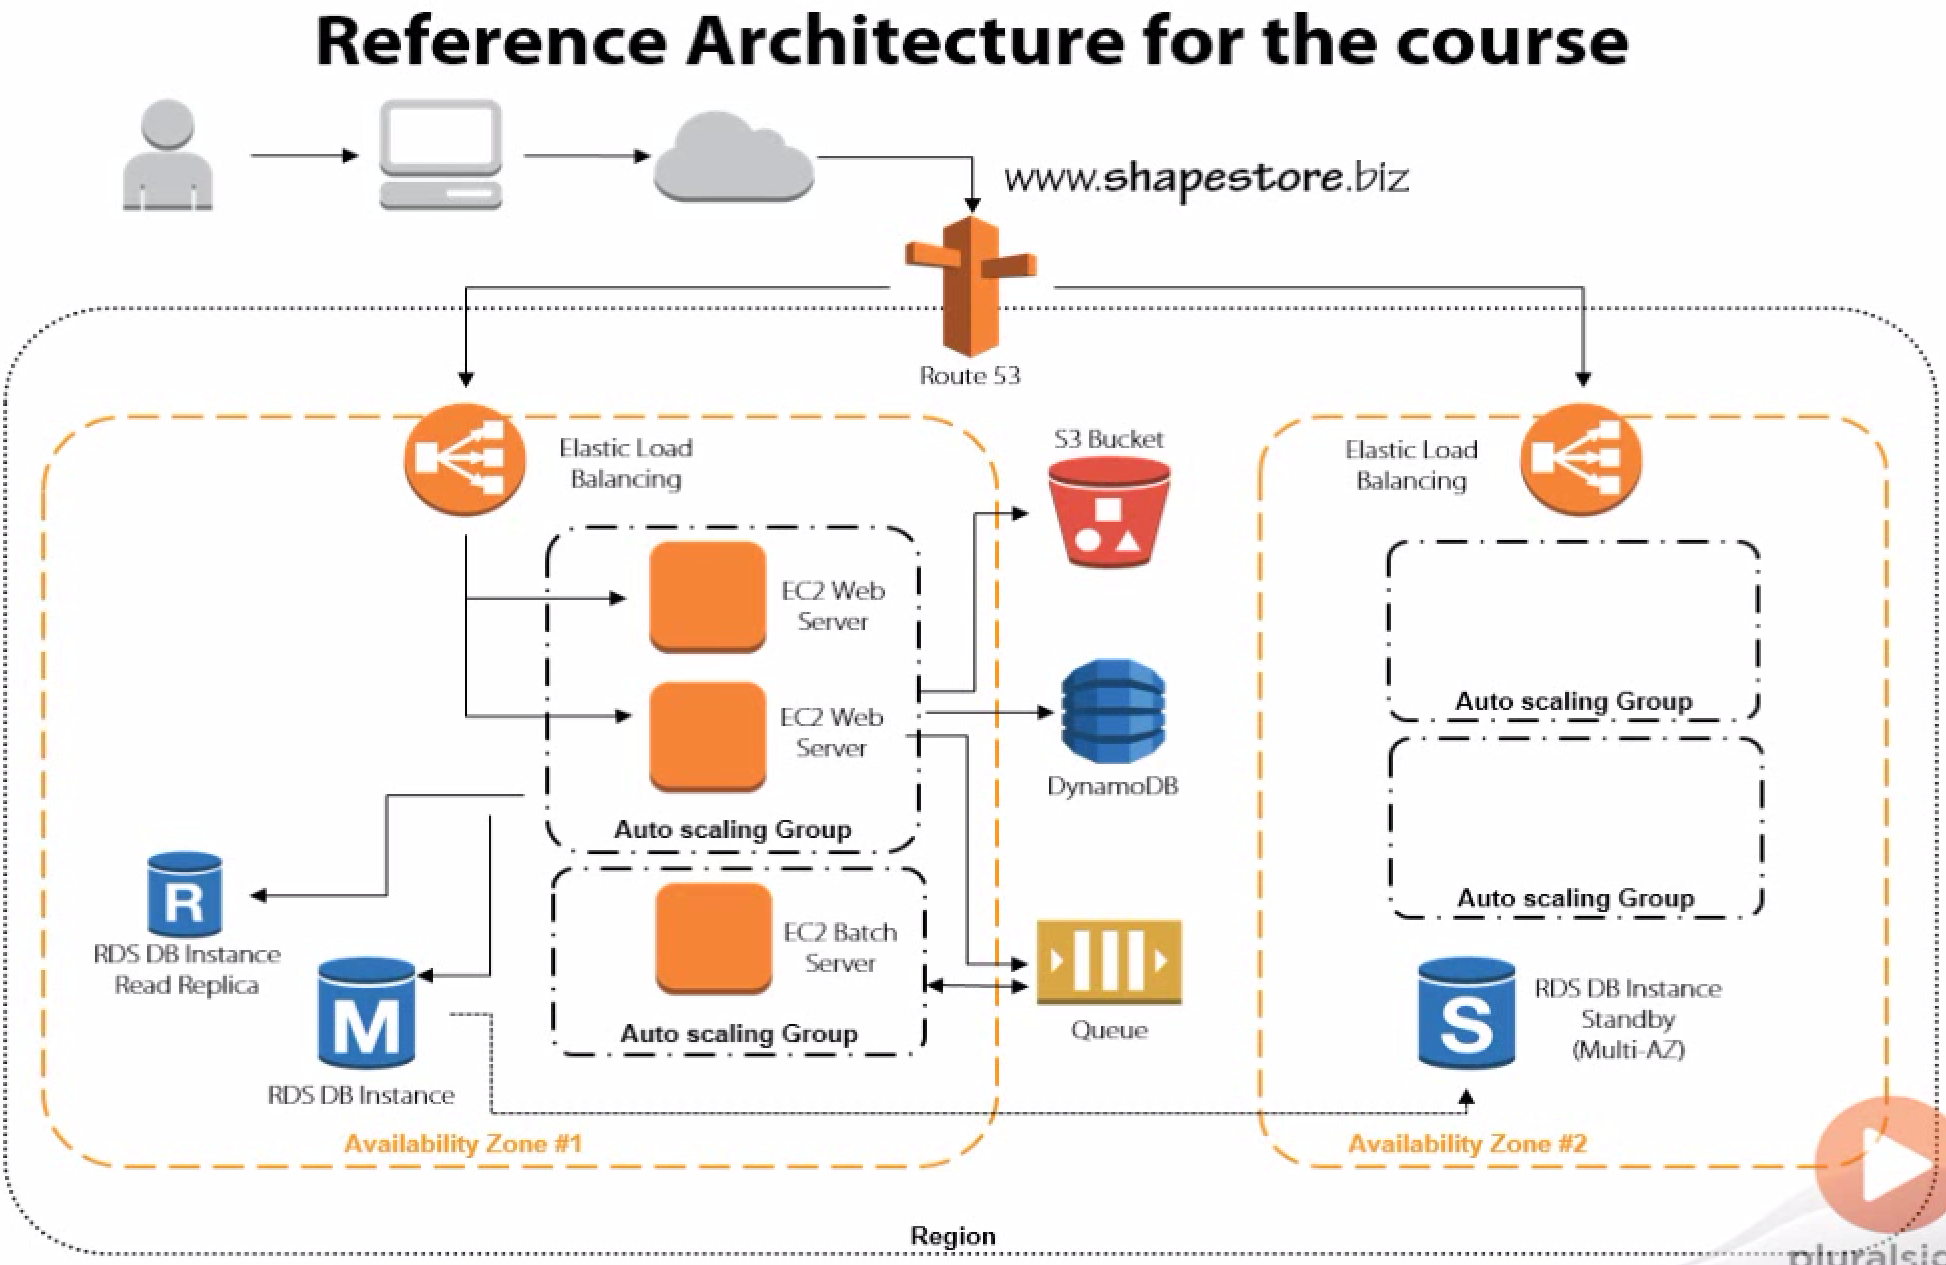 Reference Architecture for the course
www.shapestore.biz
Route 53
Elastic Load
Balancing
S3 Bucket
Elastic Load
Balancing
EC2 Web
Server
EC2 Web
Server
Auto scaling Group
DynamoDB
Auto scaling Group
Auto scaling Group
R
RDS DB Instance
Read Replica
M
RDS DB Instance
EC2 Batch
Server
Auto scaling Group
Queue
S
RDS DB Instance
Standby
(Multi-AZ)
Availability Zone #1
Availability Zone #2
Region